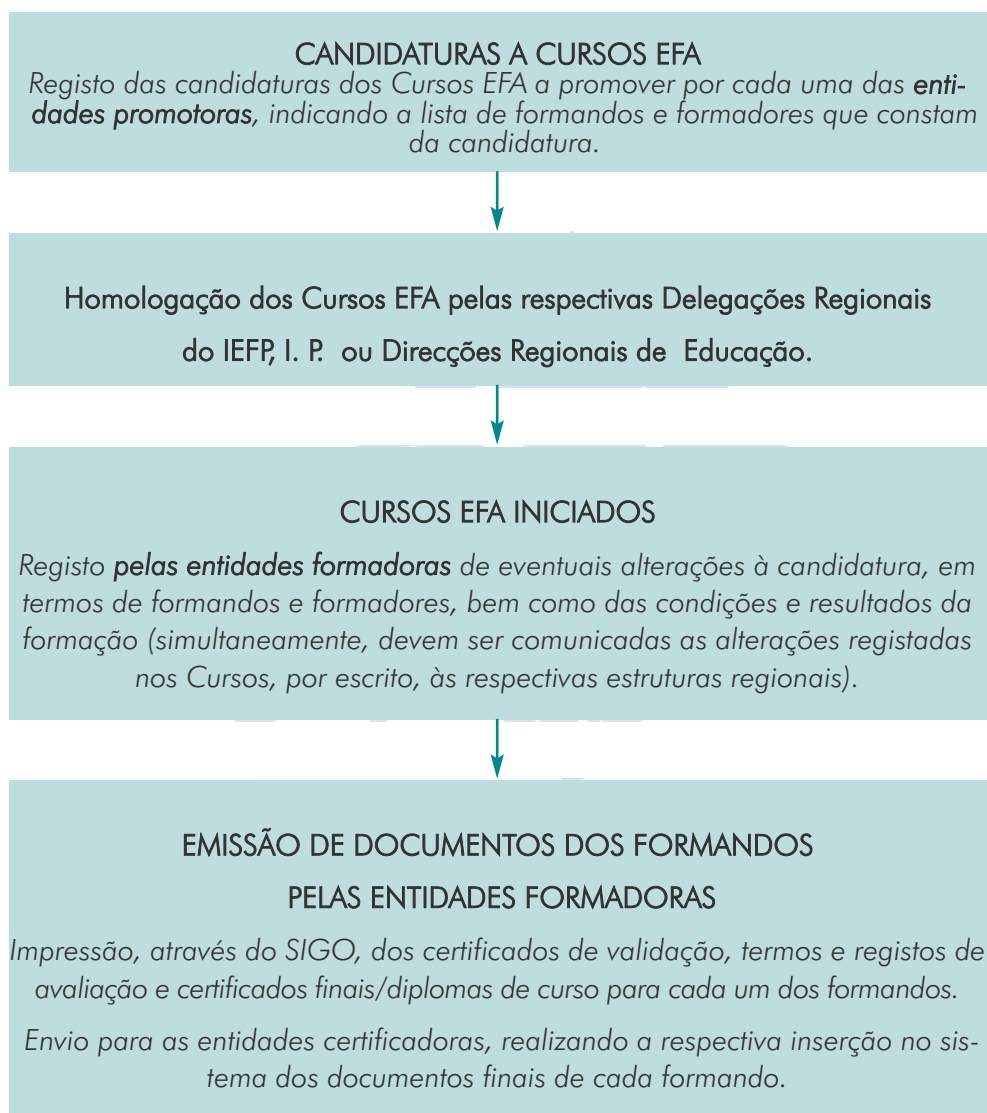 CANDIDATURAS A CURSOS EFA
Registo das candidaturas dos Cursos EFA a promover por cada uma das enti-
dades promotoras, indicando a lista de formandos e formadores que constam
da candidatura.
Homologação dos Cursos EFA pelas respectivas Delegações Regionais
do IEFP, I. P. ou Direcções Regionais de Educação.
CURSOS EFA INICIADOS
Registo pelas entidades formadoras de eventuais alterações à candidatura, em
termos de formandos e formadores, bem como das condições e resultados da
formação (simultaneamente, devem ser comunicadas as alterações registadas
nos Cursos, por escrito, às respectivas estruturas regionais).
EMISSÃO DE DOCUMENTOS DOS FORMANDOS
PELAS ENTIDADES FORMADORAS
Impressão, através do SIGO, dos certificados de validação, termos e registos de
avaliação e certificados finais/diplomas de curso para cada um dos formandos.
Envio para as entidades certificadoras, realizando a respectiva inserção no sis-
tema dos documentos finais de cada formando.